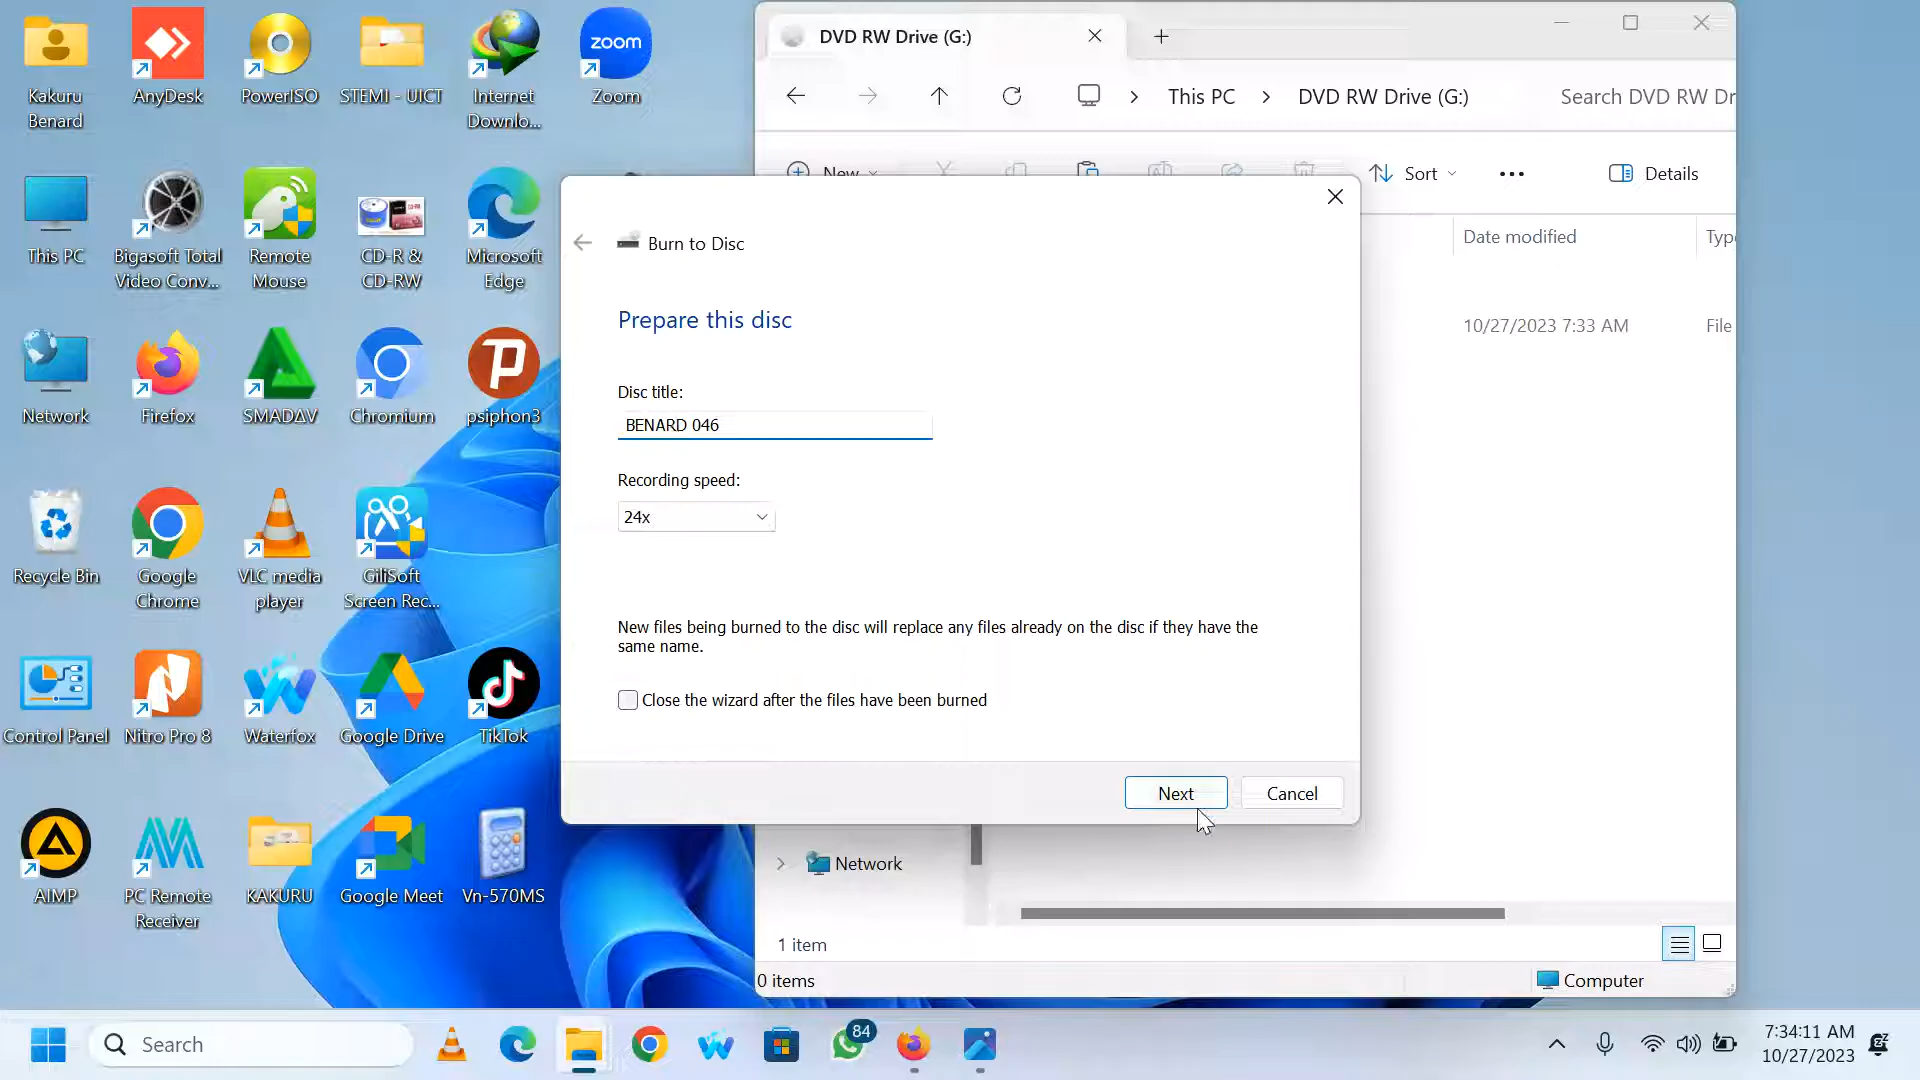 Kakuru
Benard
AnyDesk
PowerISO
STEMI - UICT
Internet
Downlo...
zoom
Zoom
This PC
Bigasoft Total
Video Conv...
Remote
Mouse
CD-R &
CD-RW
Microsoft
Edge
Network
Firefox
SMADΔV
Chromium
psiphon3
Recycle Bin
Google
Chrome
VLC media
player
GiliSoft
Screen Rec...
Control Panel
Nitro Pro 8
Waterfox
Google Drive
TikTok
AIMP
PC Remote
Receiver
KAKURU
Google Meet
Vn-570MS
DVD RW Drive (G:)
This PC > DVD RW Drive (G:)
Search DVD RW Dr
New
Sort
Details
Date modified
Typ
10/27/2023 7:33 AM
File
Burn to Disc
Prepare this disc
Disc title:
BENARD 046
Recording speed:
24x
New files being burned to the disc will replace any files already on the disc if they have the
same name.
Close the wizard after the files have been burned
Next
Cancel
Network
1 item
0 items
Computer
Search
84
7:34:11 AM
10/27/2023